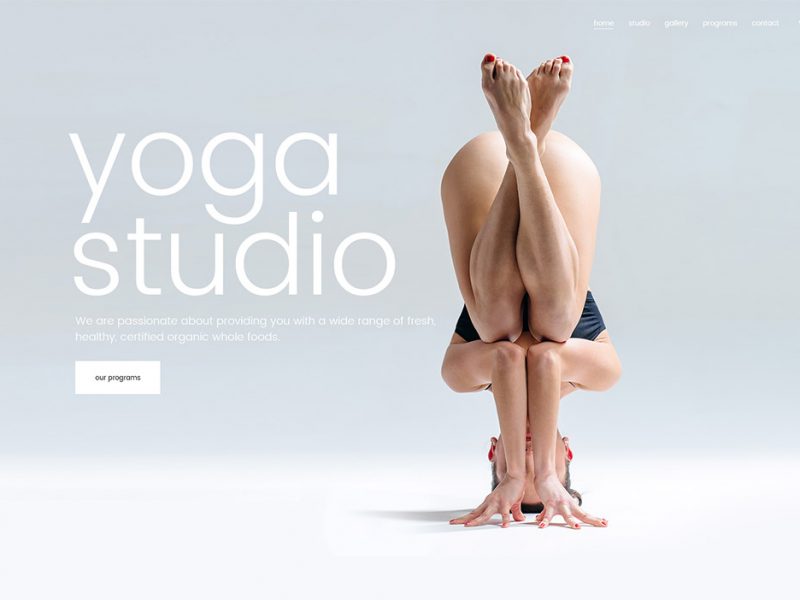 home studio gallery programs contact
yoga
studio
We are passionate about providing you with a wide range of fresh,
healthy, certified organic whole foods.
our programs